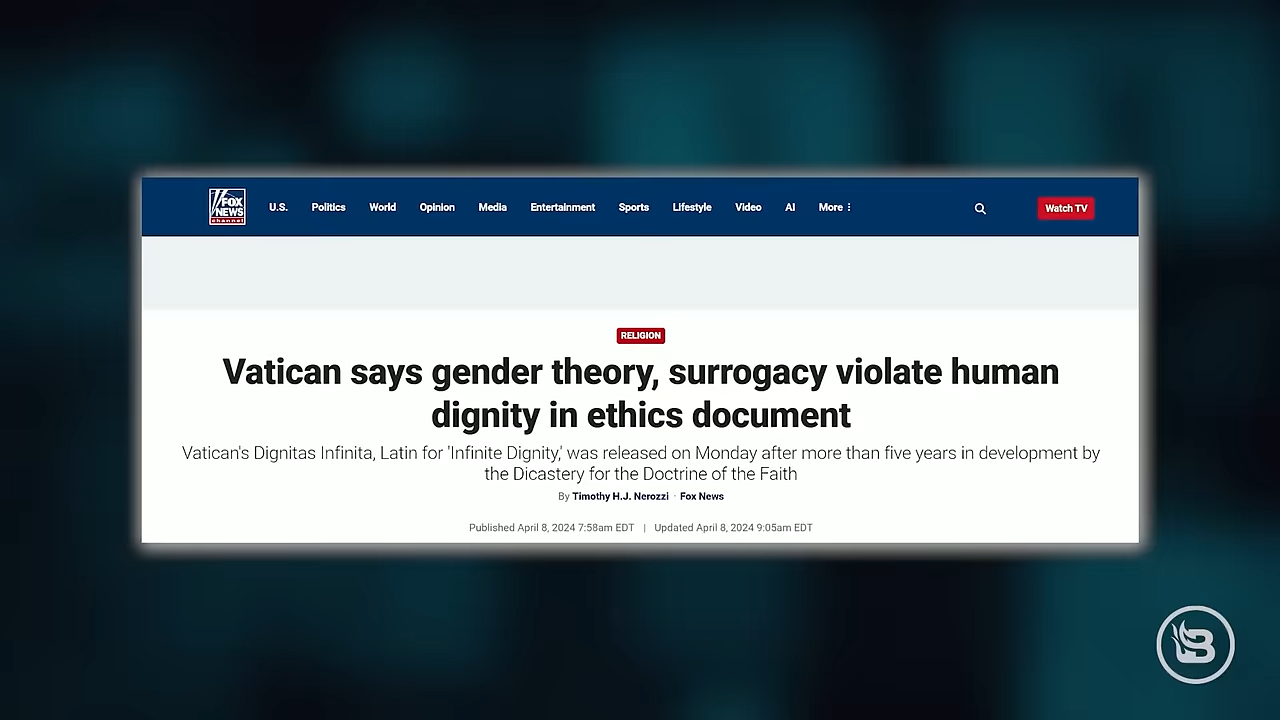 FOX
NEWS
channel
U.S. Politics World Opinion Media Entertainment Sports Lifestyle Video AI More ⋮
Watch TV
RELIGION
Vatican says gender theory, surrogacy violate human
dignity in ethics document
Vatican's Dignitas Infinita, Latin for 'Infinite Dignity,' was released on Monday after more than five years in development by
the Dicastery for the Doctrine of the Faith
By Timothy H.J. Nerozzi · Fox News
Published April 8, 2024 7:58am EDT | Updated April 8, 2024 9:05am EDT
B